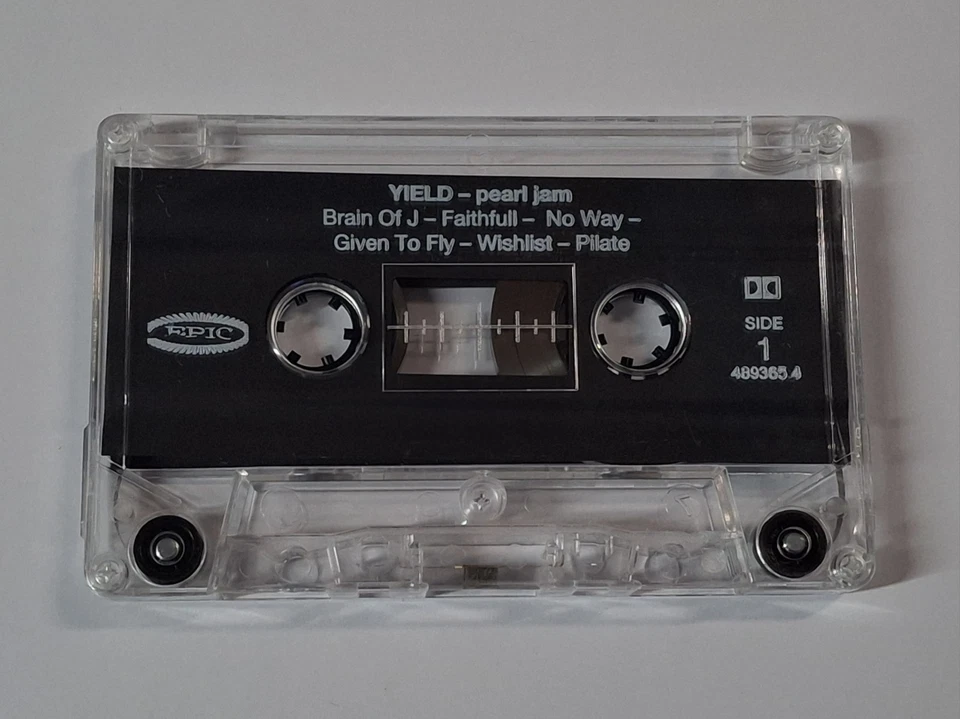 YIELD – pearl jam
Brain Of J – Faithfull – No Way –
Given To Fly – Wishlist – Pilate
EPIC
SIDE
1
489365 4